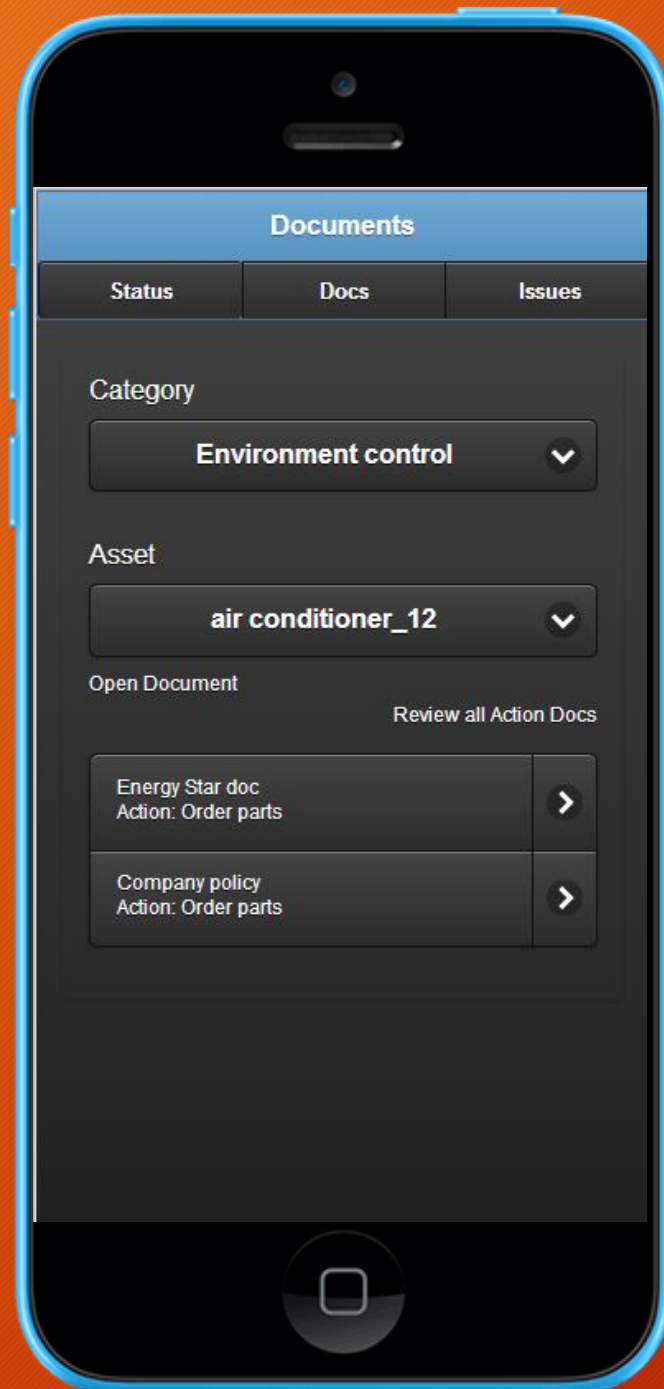 Documents
Status Docs Issues
Category
Environment control
Asset
air conditioner_12
Open Document
Review all Action Docs
Energy Star doc
Action: Order parts
Company policy
Action: Order parts